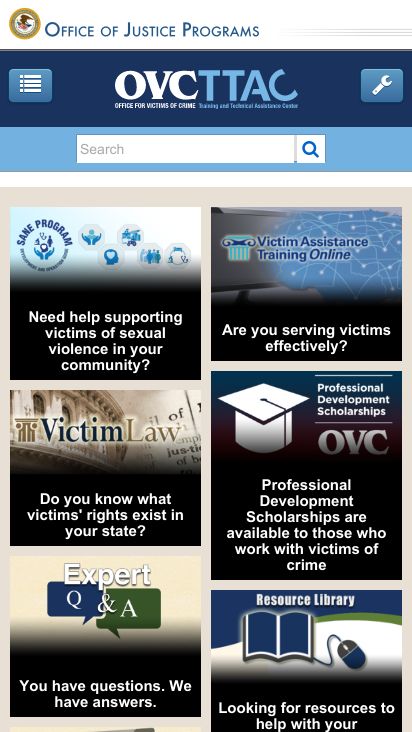 OFFICE OF JUSTICE PROGRAMS
OVCTTAC
OFFICE FOR VICTIMS OF CRIME Training and Technical Assistance Center
Search
SANE PROGRAM
DEVELOPMENT AND OPERATION GUIDE
Need help supporting
victims of sexual
violence in your
community?
Victim Assistance
Training Online
Are you serving victims
effectively?
VictimLaw
Do you know what
victims' rights exist in
your state?
Professional
Development
Scholarships
OVC
Professional
Development
Scholarships are
available to those who
work with victims of
crime
Expert
Q & A
You have questions. We
have answers.
Resource Library
Looking for resources to
help with your